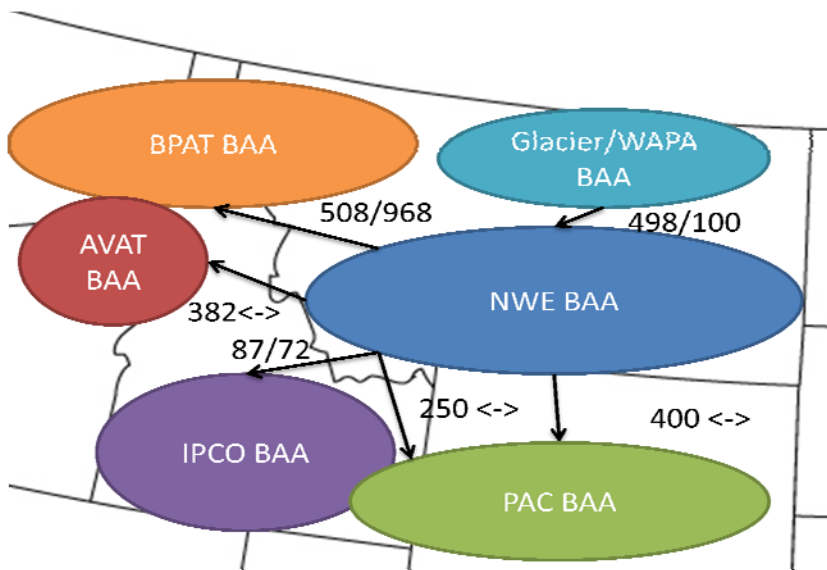 BPAT BAA
Glacier/WAPA
BAA
508/968
498/100
AVAT
BAA
NWE BAA
382<->
87/72
250 <->
400 <->
IPCO BAA
PAC BAA